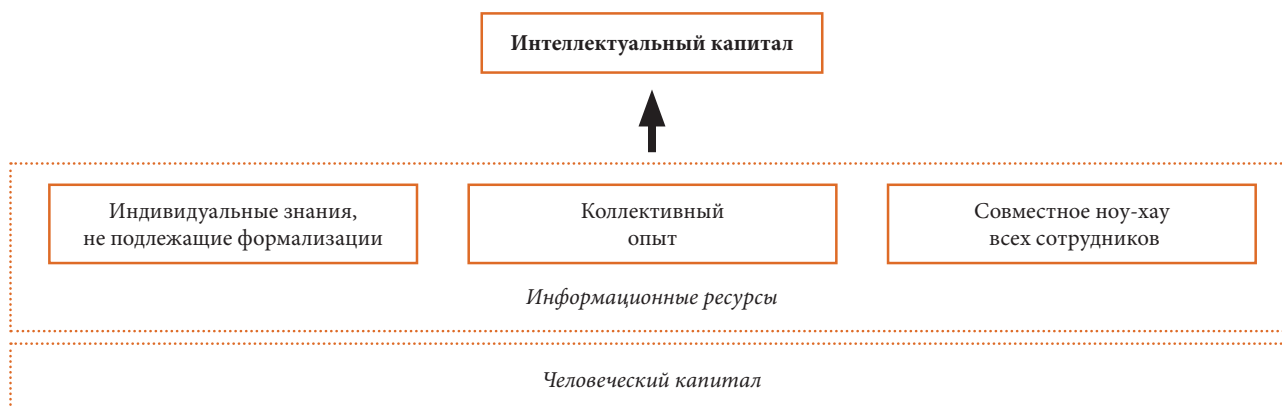 Интеллектуальный капитал
Индивидуальные знания,
не подлежащие формализации
Коллективный
опыт
Совместное ноу-хау
всех сотрудников
Информационные ресурсы
Человеческий капитал